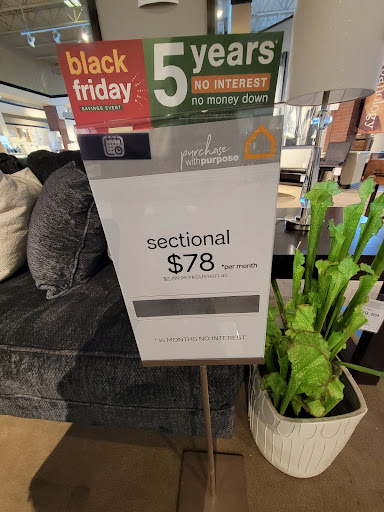 black
friday
SAVINGS EVENT
5 years
NO INTEREST
no money down
purchase
with purpose
sectional
$78 *per month
MONTHS NO INTEREST